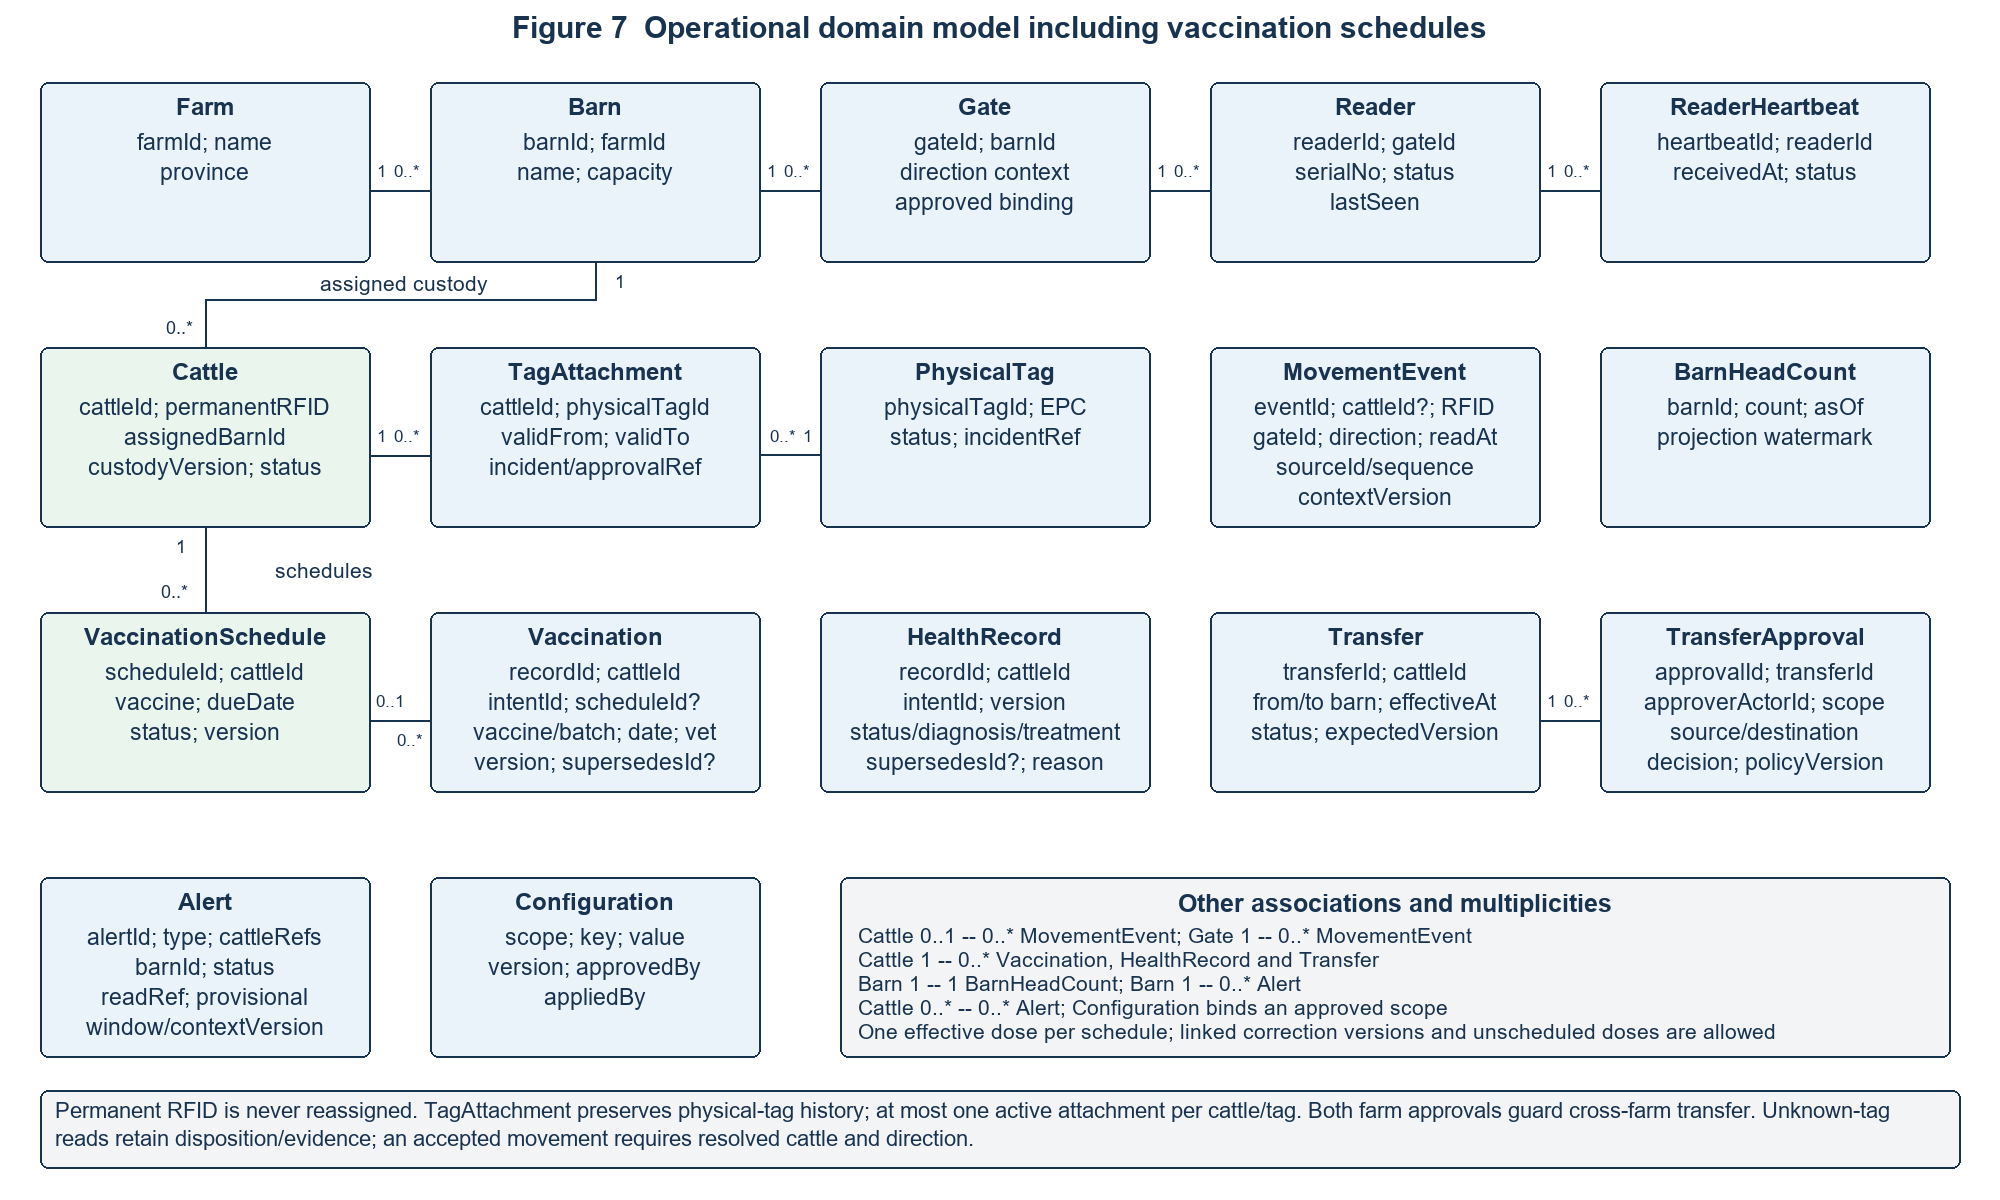 Figure 7  Operational domain model including vaccination schedules
Farm
farmId; name
province
1 0..*
Barn
barnId; farmId
name; capacity
1 0..*
Gate
gateId; barnId
direction context
approved binding
1 0..*
Reader
readerId; gateId
serialNo; status
lastSeen
1 0..*
ReaderHeartbeat
heartbeatId; readerId
receivedAt; status
assigned custody
1
0..*
Cattle
cattleId; permanentRFID
assignedBarnId
custodyVersion; status
1 0..*
TagAttachment
cattleId; physicalTagId
validFrom; validTo
incident/approvalRef
0..* 1
PhysicalTag
physicalTagId; EPC
status; incidentRef
MovementEvent
eventId; cattleId?; RFID
gateId; direction; readAt
sourceId/sequence
contextVersion
BarnHeadCount
barnId; count; asOf
projection watermark
1
schedules
0..*
VaccinationSchedule
scheduleId; cattleId
vaccine; dueDate
status; version
0..1
0..*
Vaccination
recordId; cattleId
intentId; scheduleId?
vaccine/batch; date; vet
version; supersedesId?
HealthRecord
recordId; cattleId
intentId; version
status/diagnosis/treatment
supersedesId?; reason
Transfer
transferId; cattleId
from/to barn; effectiveAt
status; expectedVersion
1 0..*
TransferApproval
approvalId; transferId
approverActorId; scope
source/destination
decision; policyVersion
Alert
alertId; type; cattleRefs
barnId; status
readRef; provisional
window/contextVersion
Configuration
scope; key; value
version; approvedBy
appliedBy
Other associations and multiplicities
Cattle 0..1 -- 0..* MovementEvent; Gate 1 -- 0..* MovementEvent
Cattle 1 -- 0..* Vaccination, HealthRecord and Transfer
Barn 1 -- 1 BarnHeadCount; Barn 1 -- 0..* Alert
Cattle 0..* -- 0..* Alert; Configuration binds an approved scope
One effective dose per schedule; linked correction versions and unscheduled doses are allowed
Permanent RFID is never reassigned. TagAttachment preserves physical-tag history; at most one active attachment per cattle/tag. Both farm approvals guard cross-farm transfer. Unknown-tag
reads retain disposition/evidence; an accepted movement requires resolved cattle and direction.